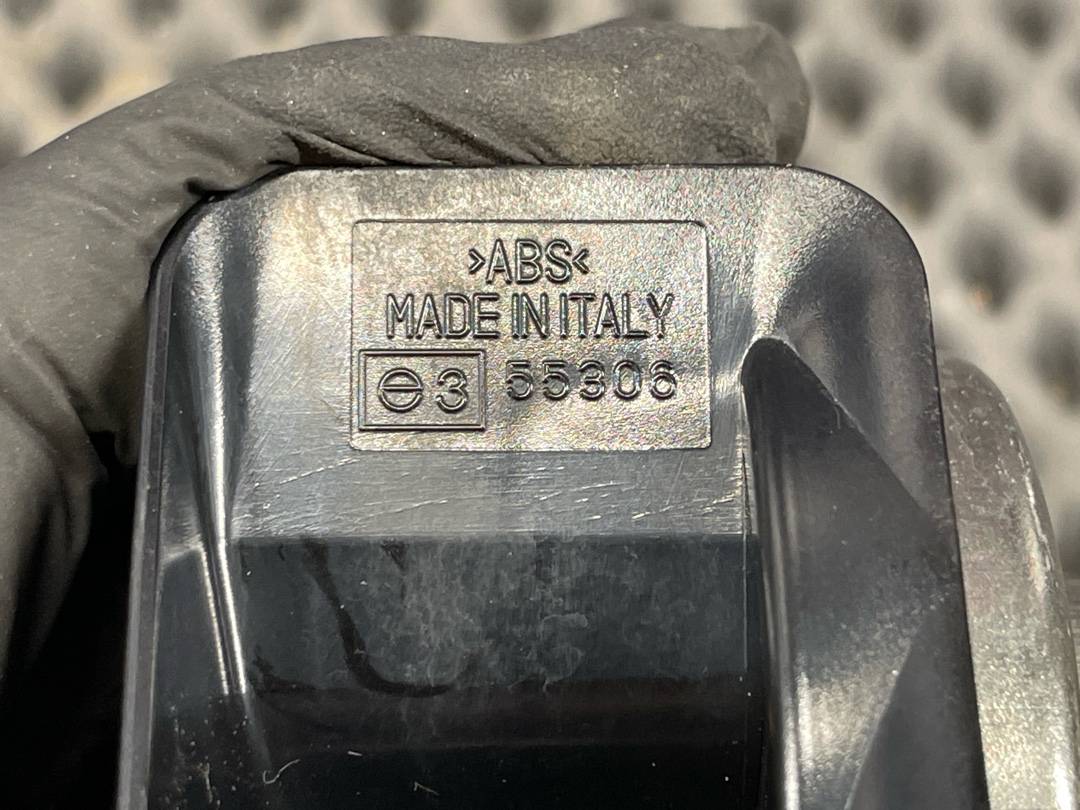 >ABS<
MADE IN ITALY
e3 55306